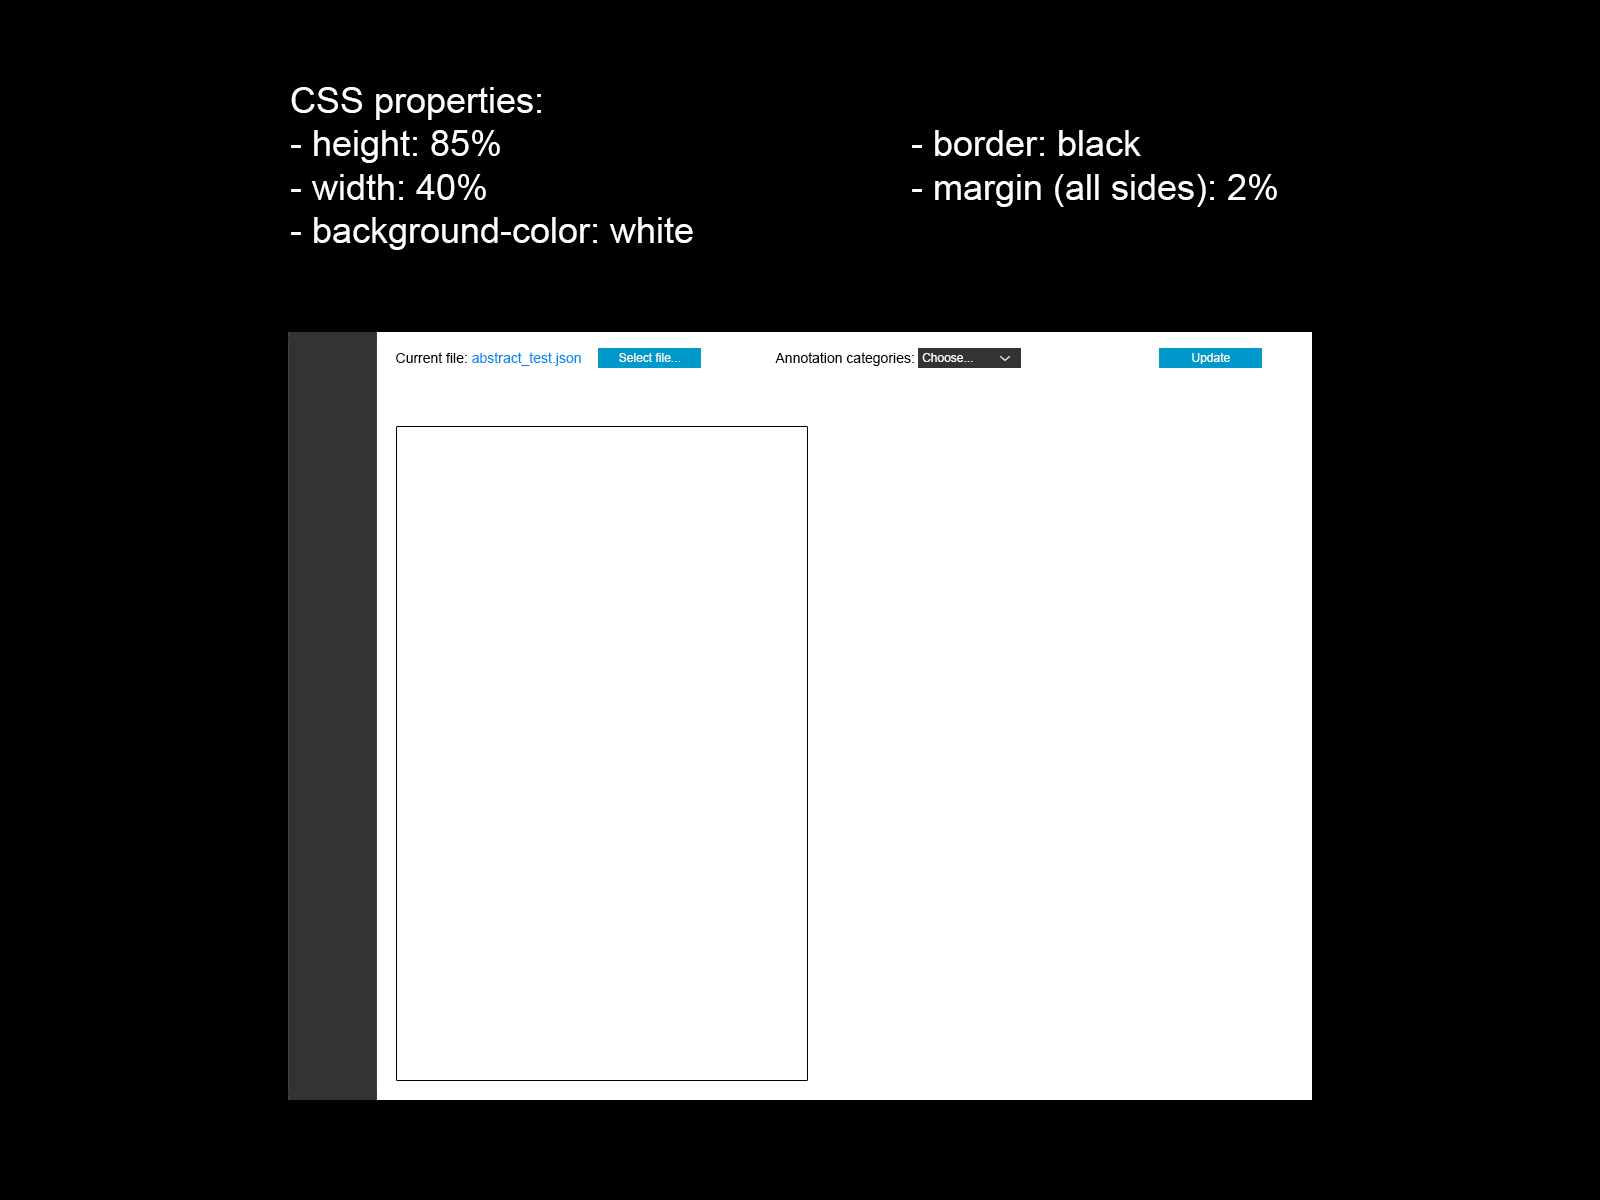 CSS properties:
- height: 85%
- width: 40%
- background-color: white
- border: black
- margin (all sides): 2%
Current file: abstract_test.json Select file... Annotation categories: Choose... Update